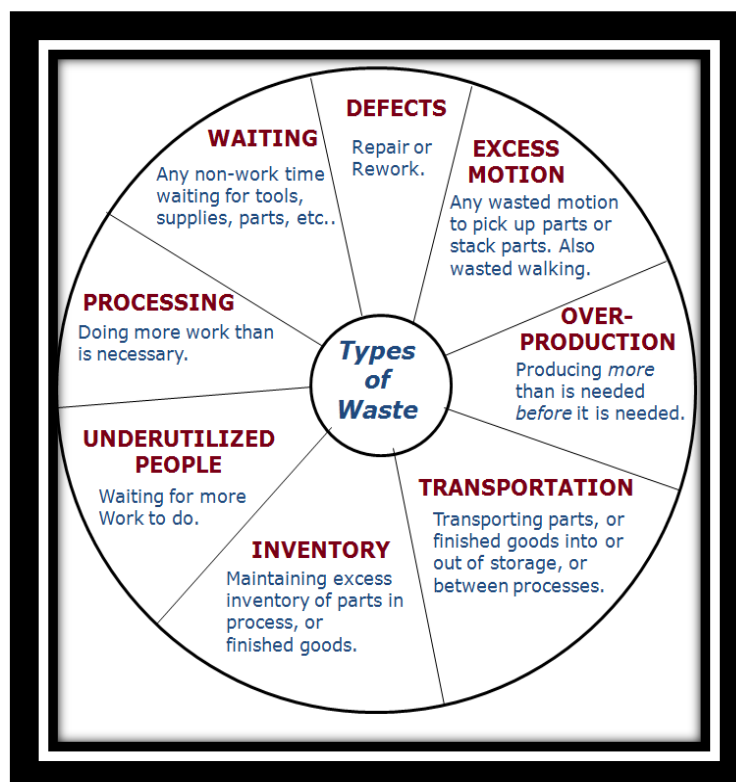 Types
of
Waste
DEFECTS
Repair or
Rework.
EXCESS
MOTION
Any wasted motion
to pick up parts or
stack parts. Also
wasted walking.
OVER-
PRODUCTION
Producing more
than is needed
before it is needed.
TRANSPORTATION
Transporting parts, or
finished goods into or
out of storage, or
between processes.
INVENTORY
Maintaining excess
inventory of parts in
process, or
finished goods.
UNDERUTILIZED
PEOPLE
Waiting for more
Work to do.
PROCESSING
Doing more work than
is necessary.
WAITING
Any non-work time
waiting for tools,
supplies, parts, etc..